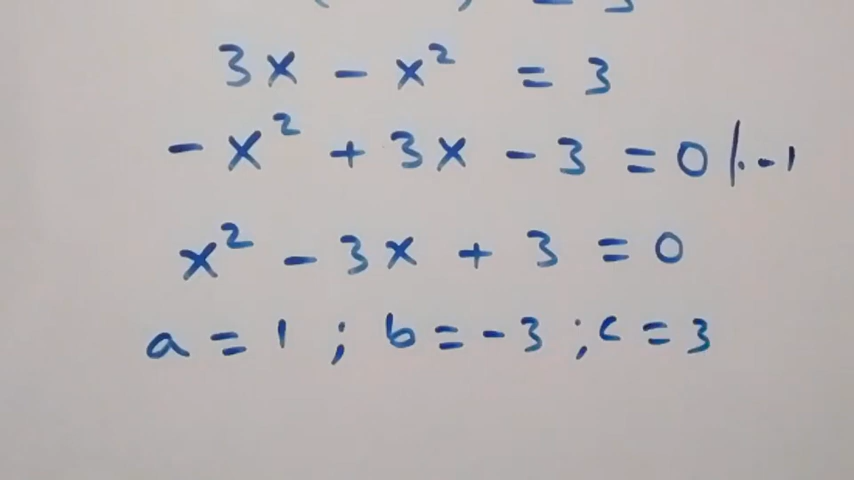 3x - x² = 3
- x² + 3x - 3 = 0 /· -1
x² - 3x + 3 = 0
a = 1 ; b = -3 ; c = 3